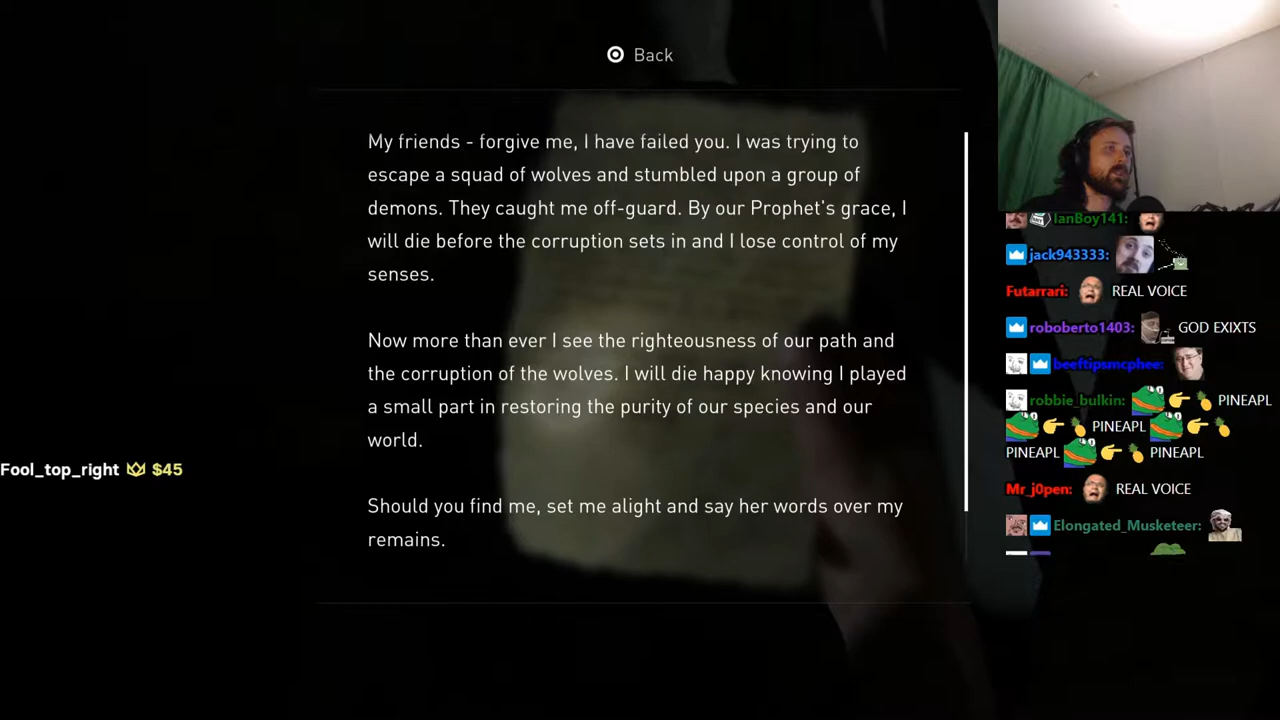 Back
My friends - forgive me, I have failed you. I was trying to
escape a squad of wolves and stumbled upon a group of
demons. They caught me off-guard. By our Prophet's grace, I
will die before the corruption sets in and I lose control of my
senses.
Now more than ever I see the righteousness of our path and
the corruption of the wolves. I will die happy knowing I played
a small part in restoring the purity of our species and our
world.
Should you find me, set me alight and say her words over my
remains.
Fool_top_right $45
IanBoy141:
jack943333:
Futarrari: REAL VOICE
roboberto1403: GOD EXIXTS
beeftipsmcphee:
robbie_bulkin: PINEAPL
PINEAPL
PINEAPL PINEAPL
Mr_j0pen: REAL VOICE
Elongated_Musketeer: